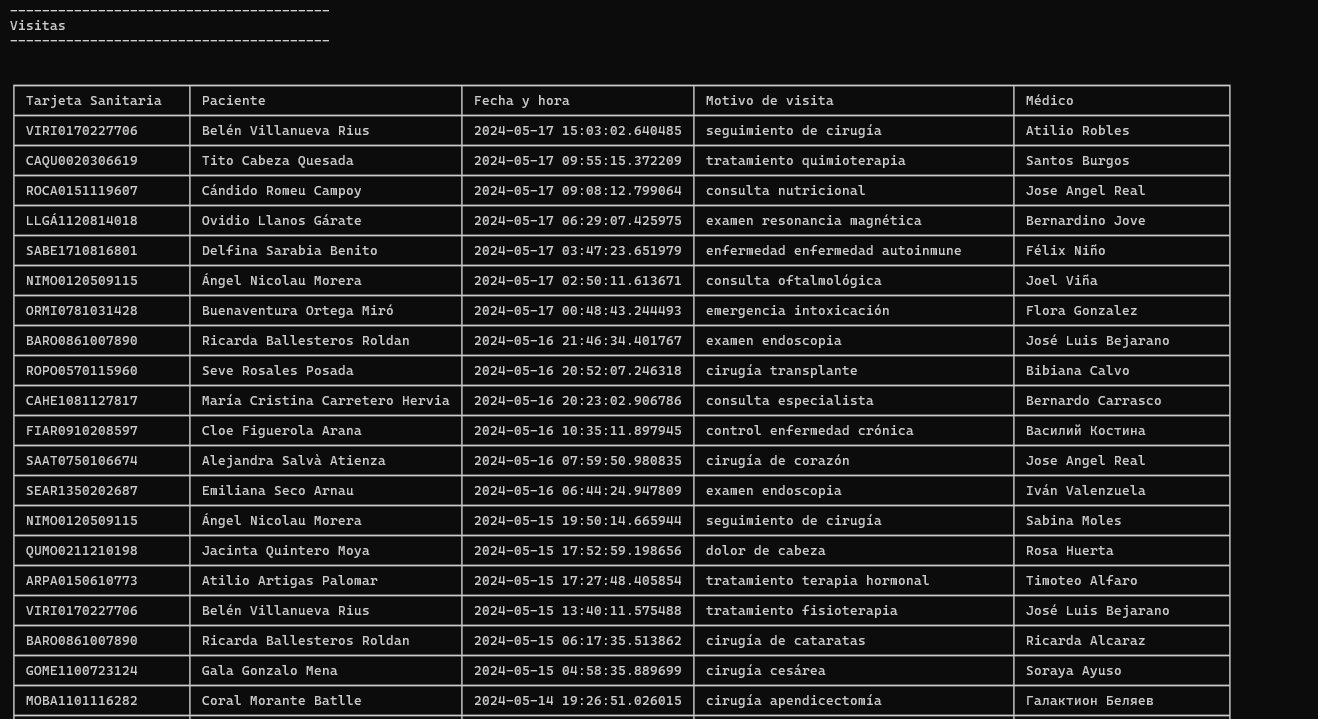 Visitas
Tarjeta Sanitaria Paciente Fecha y hora Motivo de visita Médico
VIRI0170227706 Belén Villanueva Rius 2024-05-17 15:03:02.640485 seguimiento de cirugía Atilio Robles
CAQU0020306619 Tito Cabeza Quesada 2024-05-17 09:55:15.372209 tratamiento quimioterapia Santos Burgos
ROCA0151119607 Cándido Romeu Campoy 2024-05-17 09:08:12.799064 consulta nutricional Jose Angel Real
LLGÁ1120814018 Ovidio Llanos Gárate 2024-05-17 06:29:07.425975 examen resonancia magnética Bernardino Jove
SABE1710816801 Delfina Sarabia Benito 2024-05-17 03:47:23.651979 enfermedad enfermedad autoinmune Félix Niño
NIMO0120509115 Ángel Nicolau Morera 2024-05-17 02:50:11.613671 consulta oftalmológica Joel Viña
ORMI0781031428 Buenaventura Ortega Miró 2024-05-17 00:48:43.244493 emergencia intoxicación Flora Gonzalez
BARO0861007890 Ricarda Ballesteros Roldan 2024-05-16 21:46:34.401767 examen endoscopia José Luis Bejarano
ROPO0570115960 Seve Rosales Posada 2024-05-16 20:52:07.246318 cirugía transplante Bibiana Calvo
CAHE1081127817 María Cristina Carretero Hervia 2024-05-16 20:23:02.906786 consulta especialista Bernardo Carrasco
FIAR0910208597 Cloe Figuerola Arana 2024-05-16 10:35:11.897945 control enfermedad crónica Василий Костина
SAAT0750106674 Alejandra Salvà Atienza 2024-05-16 07:59:50.980835 cirugía de corazón Jose Angel Real
SEAR1350202687 Emiliana Seco Arnau 2024-05-16 06:44:24.947809 examen endoscopia Iván Valenzuela
NIMO0120509115 Ángel Nicolau Morera 2024-05-15 19:50:14.665944 seguimiento de cirugía Sabina Moles
QUMO0211210198 Jacinta Quintero Moya 2024-05-15 17:52:59.198656 dolor de cabeza Rosa Huerta
ARPA0150610773 Atilio Artigas Palomar 2024-05-15 17:27:48.405854 tratamiento terapia hormonal Timoteo Alfaro
VIRI0170227706 Belén Villanueva Rius 2024-05-15 13:40:11.575488 tratamiento fisioterapia José Luis Bejarano
BARO0861007890 Ricarda Ballesteros Roldan 2024-05-15 06:17:35.513862 cirugía de cataratas Ricarda Alcaraz
GOME1100723124 Gala Gonzalo Mena 2024-05-15 04:58:35.889699 cirugía cesárea Soraya Ayuso
MOBA1101116282 Coral Morante Batlle 2024-05-14 19:26:51.026015 cirugía apendicectomía Галактион Беляев